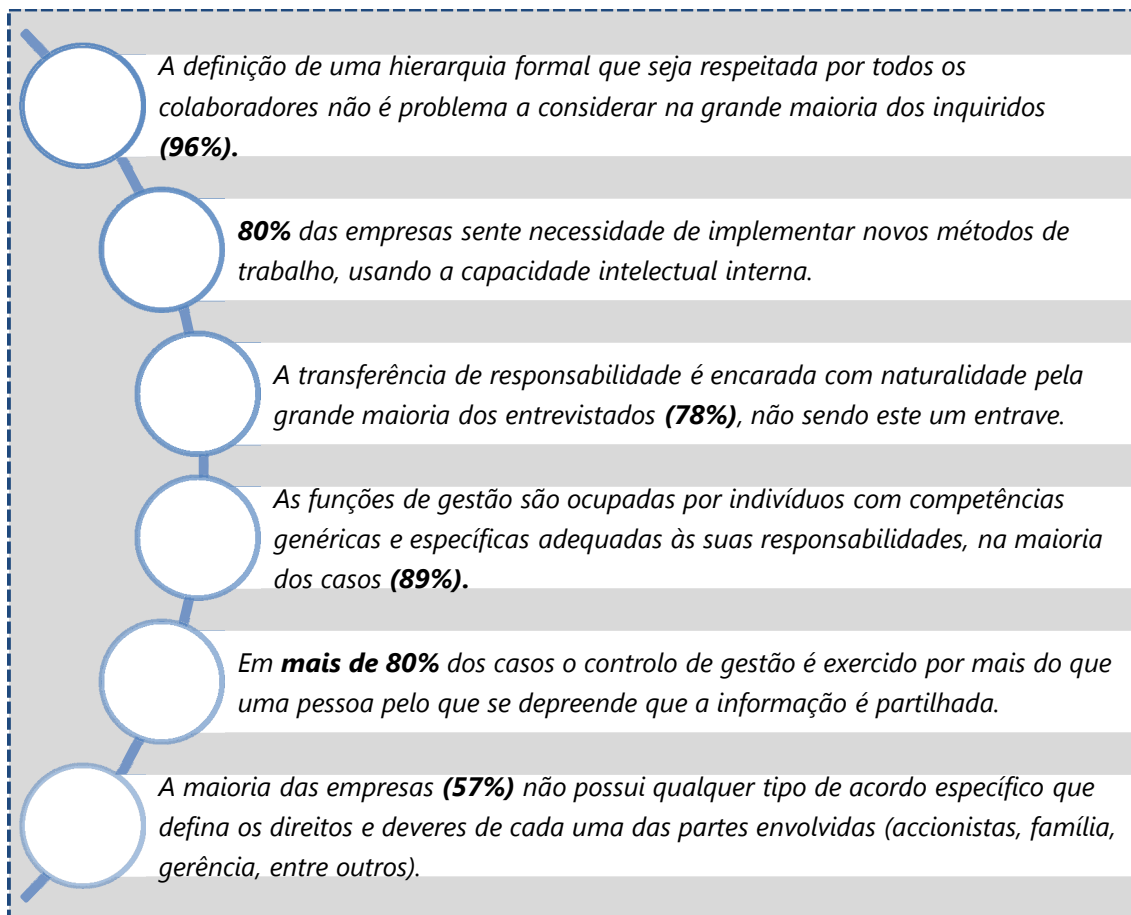 A definição de uma hierarquia formal que seja respeitada por todos os
colaboradores não é problema a considerar na grande maioria dos inquiridos
(96%).
80% das empresas sente necessidade de implementar novos métodos de
trabalho, usando a capacidade intelectual interna.
A transferência de responsabilidade é encarada com naturalidade pela
grande maioria dos entrevistados (78%), não sendo este um entrave.
As funções de gestão são ocupadas por indivíduos com competências
genéricas e específicas adequadas às suas responsabilidades, na maioria
dos casos (89%).
Em mais de 80% dos casos o controlo de gestão é exercido por mais do que
uma pessoa pelo que se depreende que a informação é partilhada.
A maioria das empresas (57%) não possui qualquer tipo de acordo específico que
defina os direitos e deveres de cada uma das partes envolvidas (accionistas, família,
gerência, entre outros).